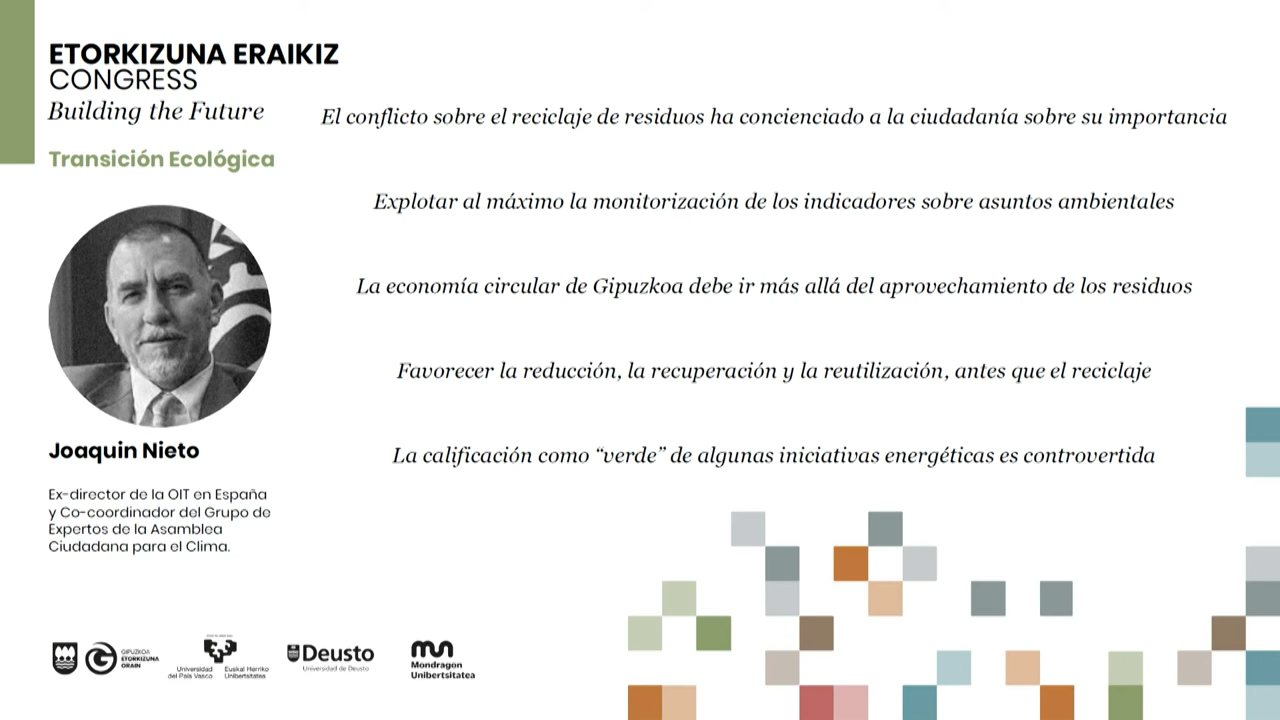 ETORKIZUNA ERAIKIZ
CONGRESS
Building the Future
Transición Ecológica
El conflicto sobre el reciclaje de residuos ha concienciado a la ciudadanía sobre su importancia
Explotar al máximo la monitorización de los indicadores sobre asuntos ambientales
La economía circular de Gipuzkoa debe ir más allá del aprovechamiento de los residuos
Favorecer la reducción, la recuperación y la reutilización, antes que el reciclaje
La calificación como “verde” de algunas iniciativas energéticas es controvertida
Joaquin Nieto
Ex-director de la OIT en España
y Co-coordinador del Grupo de
Expertos de la Asamblea
Ciudadana para el Clima.
GIPUZKOA
ETORKIZUNA
ORAIN
Universidad
del País Vasco
Euskal Herriko
Unibertsitatea
Deusto
Universidad de Deusto
Mondragon
Unibertsitatea